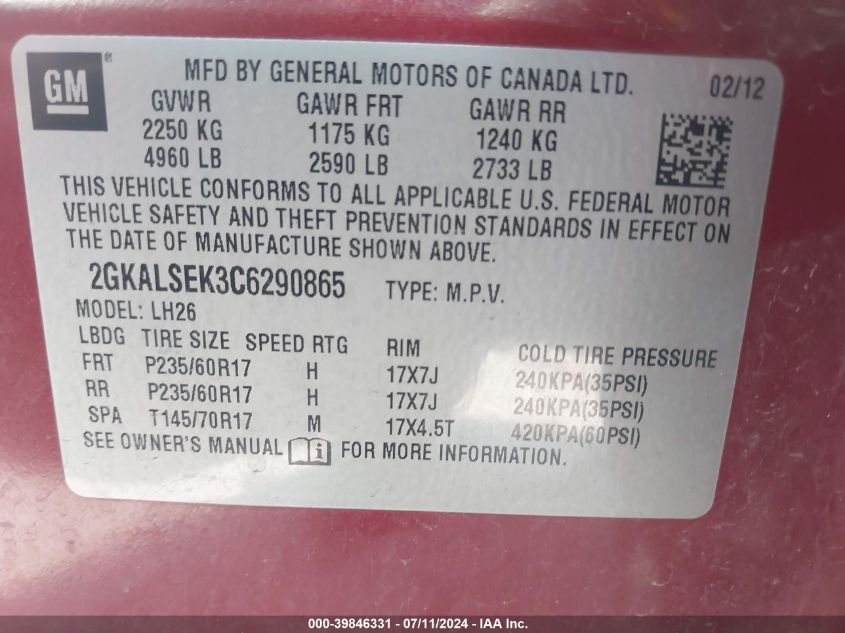 GM ®
MFD BY GENERAL MOTORS OF CANADA LTD. 02/12
GVWR GAWR FRT GAWR RR
2250 KG 1175 KG 1240 KG
4960 LB 2590 LB 2733 LB
THIS VEHICLE CONFORMS TO ALL APPLICABLE U.S. FEDERAL MOTOR
VEHICLE SAFETY AND THEFT PREVENTION STANDARDS IN EFFECT ON
THE DATE OF MANUFACTURE SHOWN ABOVE.
2GKALSEK3C6290865 TYPE: M.P.V.
MODEL: LH26
LBDG TIRE SIZE SPEED RTG RIM COLD TIRE PRESSURE
FRT P235/60R17 H 17X7J 240KPA(35PSI)
RR P235/60R17 H 17X7J 240KPA(35PSI)
SPA T145/70R17 M 17X4.5T 420KPA(60PSI)
SEE OWNER'S MANUAL i FOR MORE INFORMATION.
000-39846331 - 07/11/2024 - IAAI.com - Copyright © 2024 IAA, Inc.